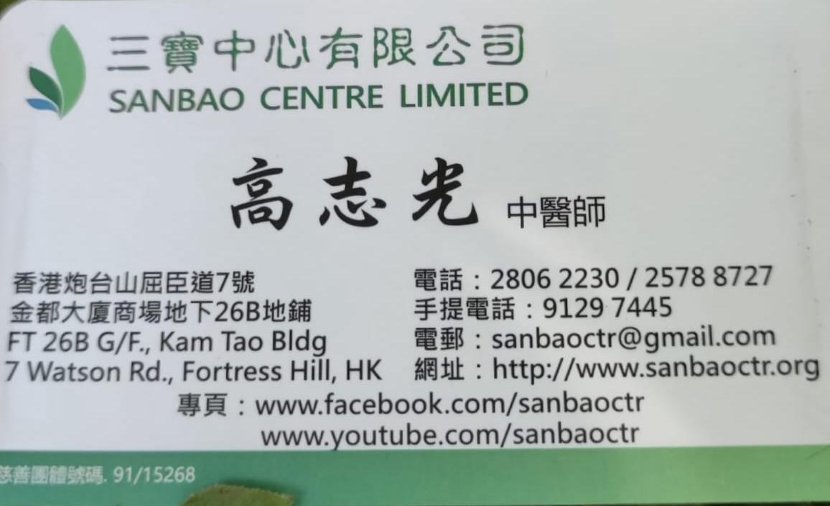 三寶中心有限公司
SANBAO CENTRE LIMITED
高志光 中醫師
香港炮台山屈臣道7號
金都大廈商場地下26B地鋪
FT 26B G/F., Kam Tao Bldg
7 Watson Rd., Fortress Hill, HK
電話：2806 2230 / 2578 8727
手提電話：9129 7445
電郵：sanbaoctr@gmail.com
網址：http://www.sanbaoctr.org
專頁：www.facebook.com/sanbaoctr
www.youtube.com/sanbaoctr
慈善團體號碼. 91/15268